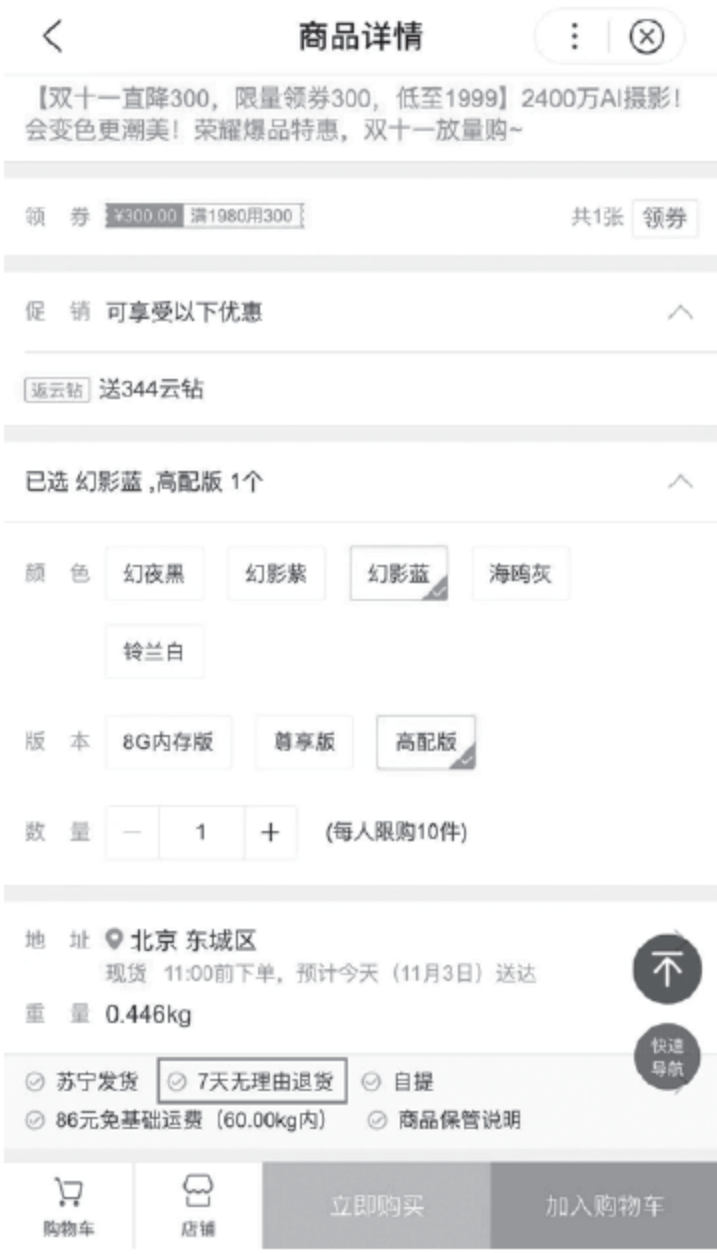 商品详情
【双十一直降300，限量领券300，低至1999】2400万AI摄影！
会变色更潮美！荣耀爆品特惠，双十一放量购~
领 券 ¥300.00 满1980用300 共1张 领券
促 销 可享受以下优惠
返云钻 送344云钻
已选 幻影蓝 ,高配版 1个
颜 色 幻夜黑 幻影紫 幻影蓝 海鸥灰
铃兰白
版 本 8G内存版 尊享版 高配版
数 量 － 1 + (每人限购10件)
地 址 北京 东城区
现货 11:00前下单，预计今天（11月3日）送达
重 量 0.446kg
快速
导航
苏宁发货 7天无理由退货 自提
86元免基础运费（60.00kg内） 商品保管说明
购物车 店铺 立即购买 加入购物车